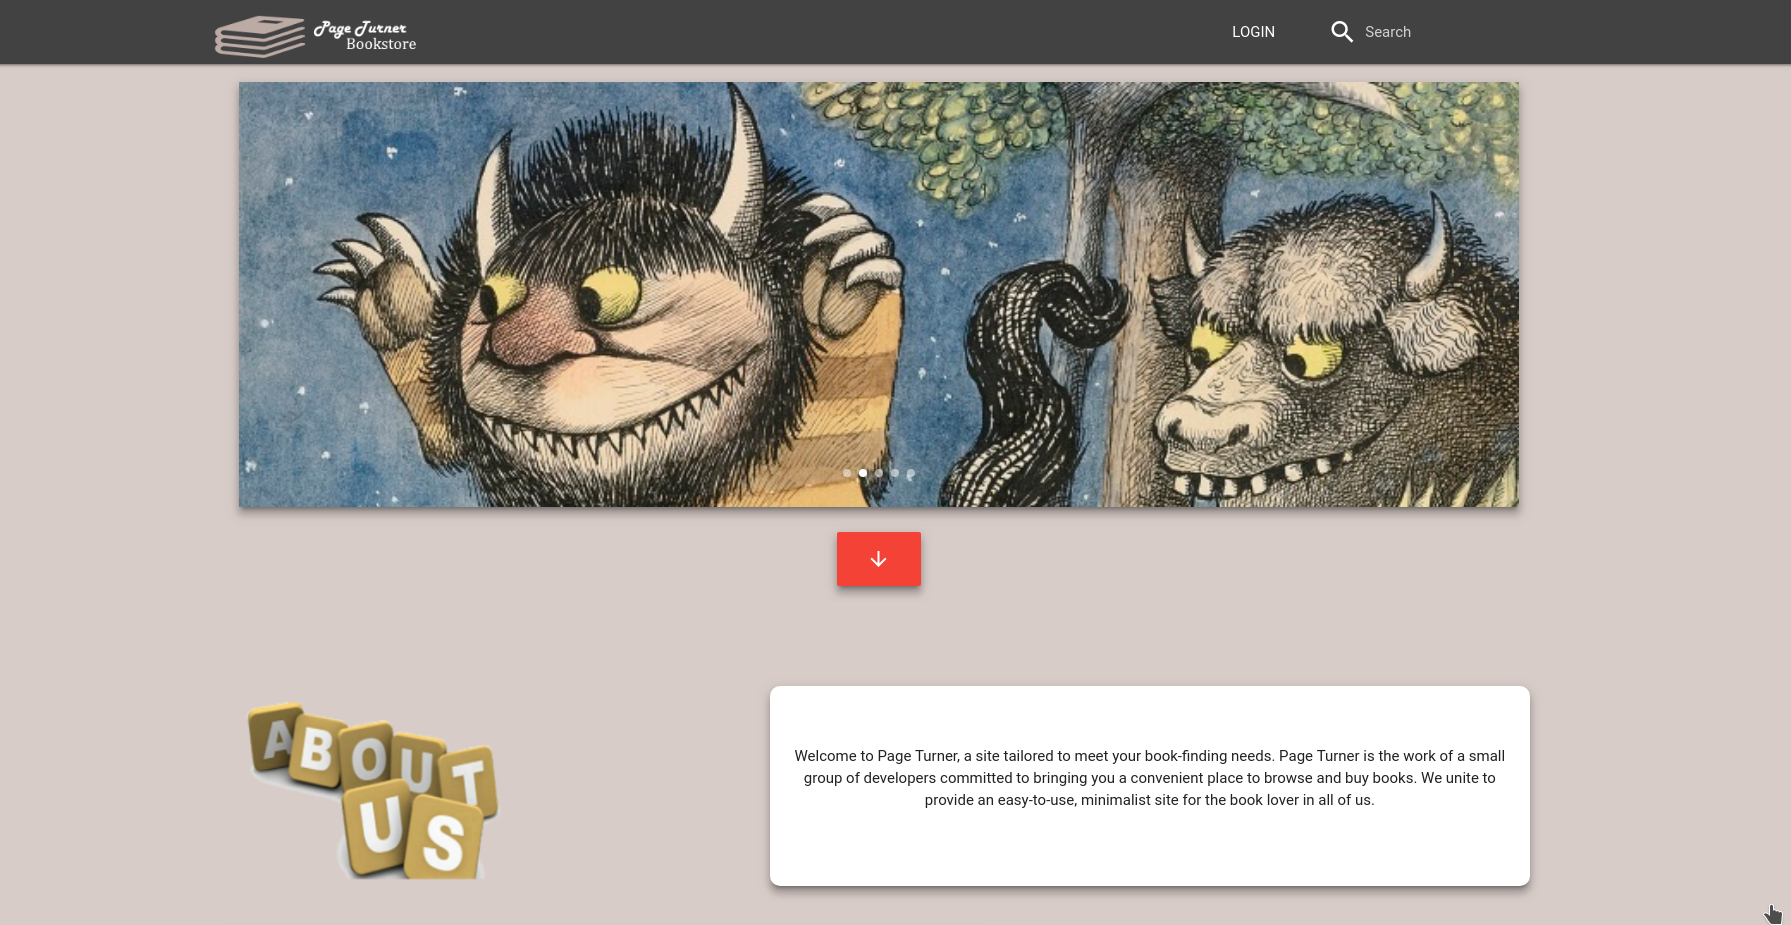 Page Turner
Bookstore
LOGIN
Search
ABOUT
US
Welcome to Page Turner, a site tailored to meet your book-finding needs. Page Turner is the work of a small
group of developers committed to bringing you a convenient place to browse and buy books. We unite to
provide an easy-to-use, minimalist site for the book lover in all of us.